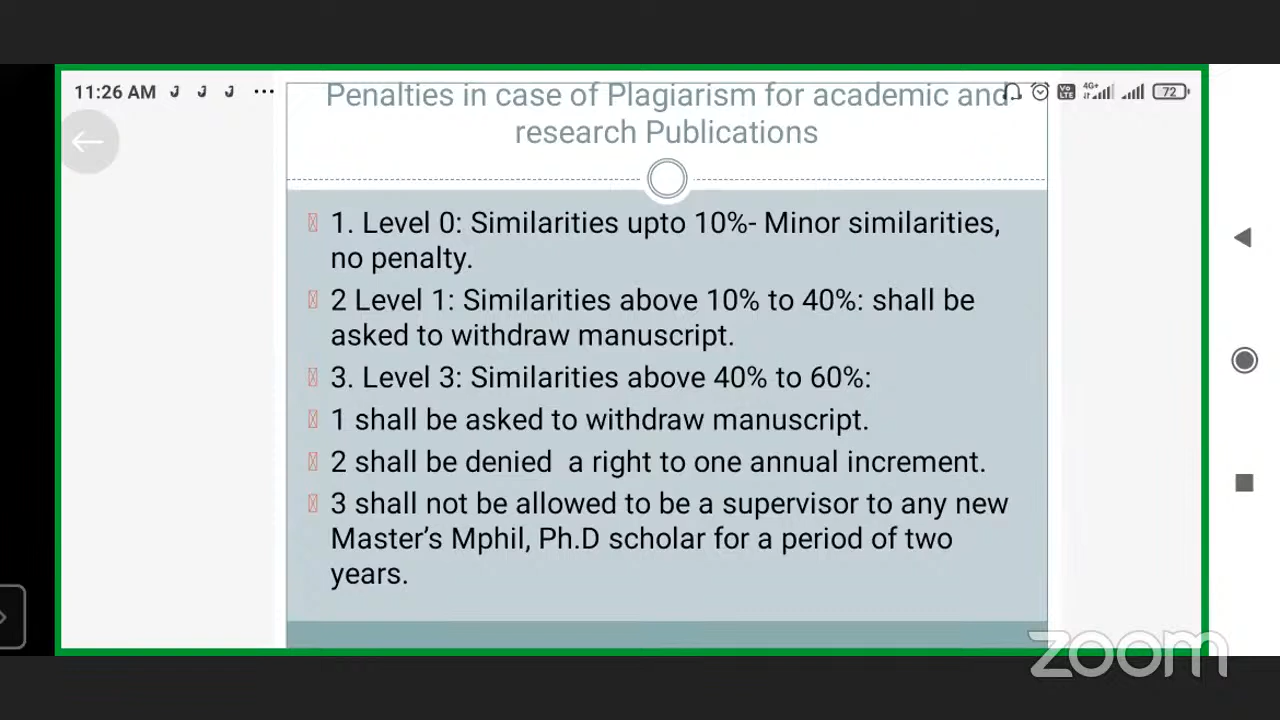 11:26 AM
Vo LTE 4G+ 72
Penalties in case of Plagiarism for academic and
research Publications
1. Level 0: Similarities upto 10%- Minor similarities,
no penalty.
2 Level 1: Similarities above 10% to 40%: shall be
asked to withdraw manuscript.
3. Level 3: Similarities above 40% to 60%:
1 shall be asked to withdraw manuscript.
2 shall be denied  a right to one annual increment.
3 shall not be allowed to be a supervisor to any new
Master’s Mphil, Ph.D scholar for a period of two
years.
zoom